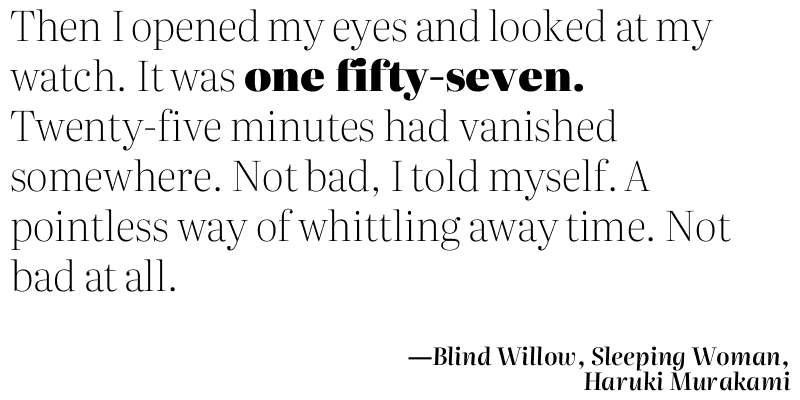 Then I opened my eyes and looked at my
watch. It was one fifty-seven.
Twenty-five minutes had vanished
somewhere. Not bad, I told myself. A
pointless way of whittling away time. Not
bad at all.
—Blind Willow, Sleeping Woman,
Haruki Murakami